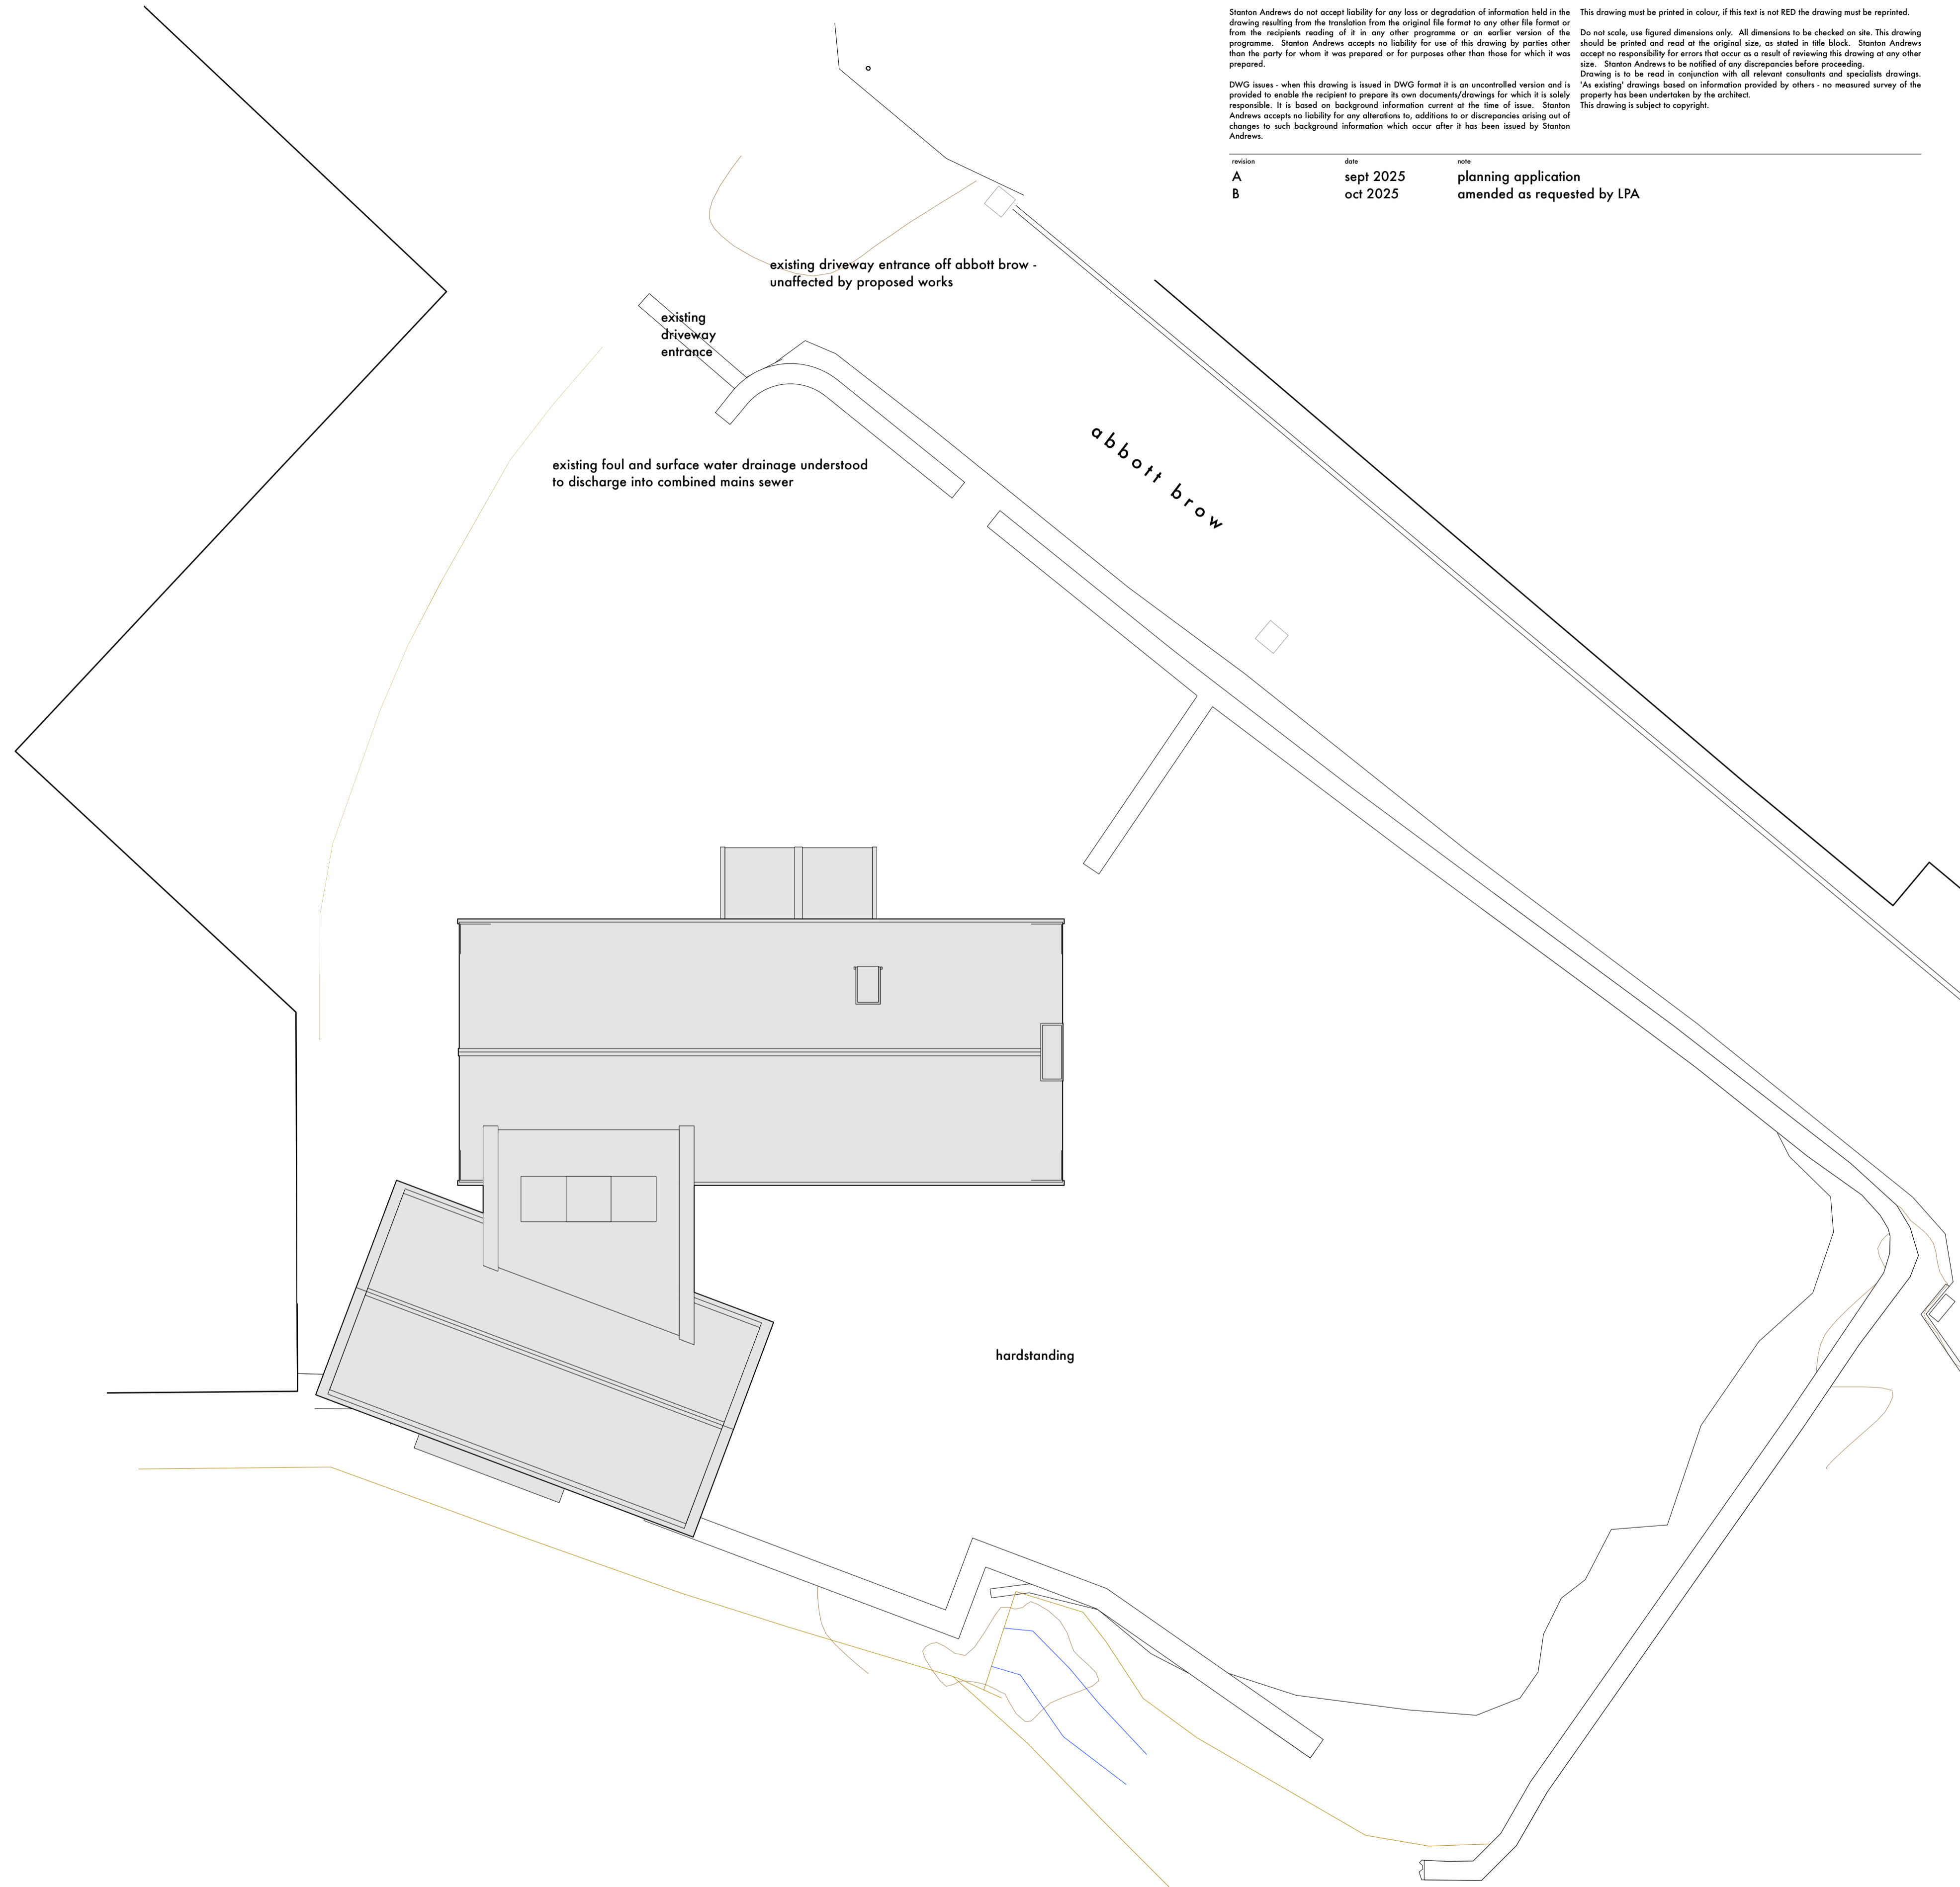 Stanton Andrews do not accept liability for any loss or degradation of information held in the
drawing resulting from the translation from the original file format to any other file format or
from the recipients reading of it in any other programme or an earlier version of the
programme. Stanton Andrews accepts no liability for use of this drawing by parties other
than the party for whom it was prepared or for purposes other than those for which it was
prepared.
DWG issues - when this drawing is issued in DWG format it is an uncontrolled version and is
provided to enable the recipient to prepare its own documents/drawings for which it is solely
responsible. It is based on background information current at the time of issue. Stanton
Andrews accepts no liability for any alterations to, additions to or discrepancies arising out of
changes to such background information which occur after it has been issued by Stanton
Andrews.
This drawing must be printed in colour, if this text is not RED the drawing must be reprinted.
Do not scale, use figured dimensions only. All dimensions to be checked on site. This drawing
should be printed and read at the original size, as stated in title block. Stanton Andrews
accept no responsibility for errors that occur as a result of reviewing this drawing at any other
size. Stanton Andrews to be notified of any discrepancies before proceeding.
Drawing is to be read in conjunction with all relevant consultants and specialists drawings.
'As existing' drawings based on information provided by others - no measured survey of the
property has been undertaken by the architect.
This drawing is subject to copyright.
revision date note
A sept 2025 planning application
B oct 2025 amended as requested by LPA
existing driveway entrance off abbott brow -
unaffected by proposed works
existing
driveway
entrance
abbott brow
existing foul and surface water drainage understood
to discharge into combined mains sewer
hardstanding